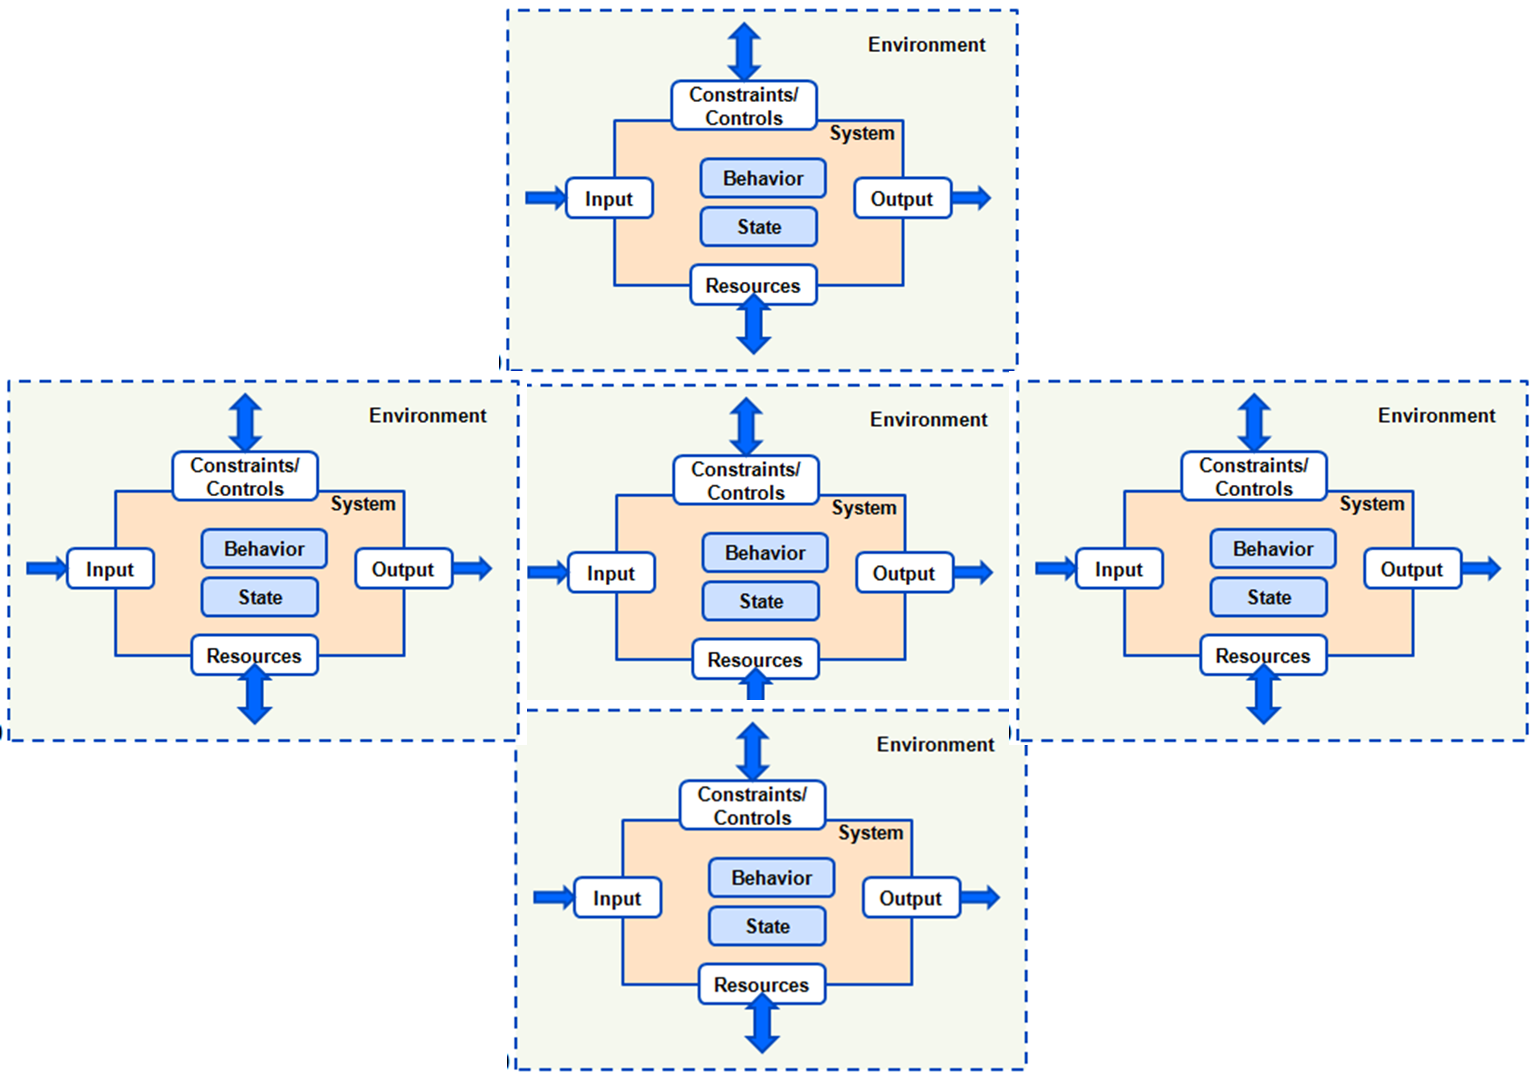 Environment
Constraints/
Controls
System
Behavior
Input
Output
State
Resources
Environment
Constraints/
Controls
System
Behavior
Input
Output
State
Resources
Environment
Constraints/
Controls
System
Behavior
Input
Output
State
Resources
Environment
Constraints/
Controls
System
Behavior
Input
Output
State
Resources
Environment
Constraints/
Controls
System
Behavior
Input
Output
State
Resources